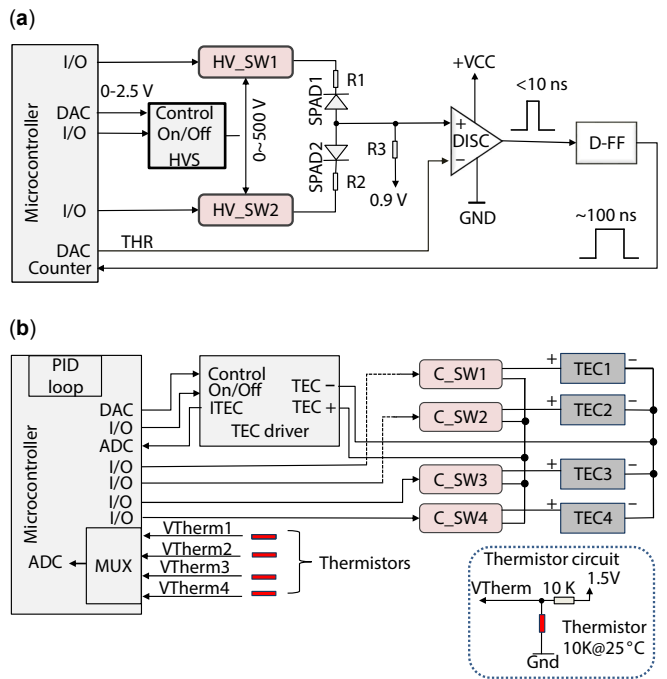 (a)
Microcontroller
I/O
DAC
I/O
I/O
DAC
Counter
0-2.5 V
Control
On/Off
HVS
HV_SW1
0~500 V
HV_SW2
SPAD1
R1
SPAD2
R2
R3
0.9 V
THR
+VCC
+
DISC
−
GND
<10 ns
D-FF
~100 ns
(b)
Microcontroller
PID
loop
DAC
I/O
ADC
I/O
I/O
I/O
I/O
Control
On/Off
ITEC
TEC −
TEC +
TEC driver
C_SW1
C_SW2
C_SW3
C_SW4
+ TEC1 −
+ TEC2 −
+ TEC3 −
+ TEC4 −
ADC
MUX
VTherm1
VTherm2
VTherm3
VTherm4
Thermistors
Thermistor circuit
VTherm
10 K
1.5V
Thermistor
10K@25°C
Gnd